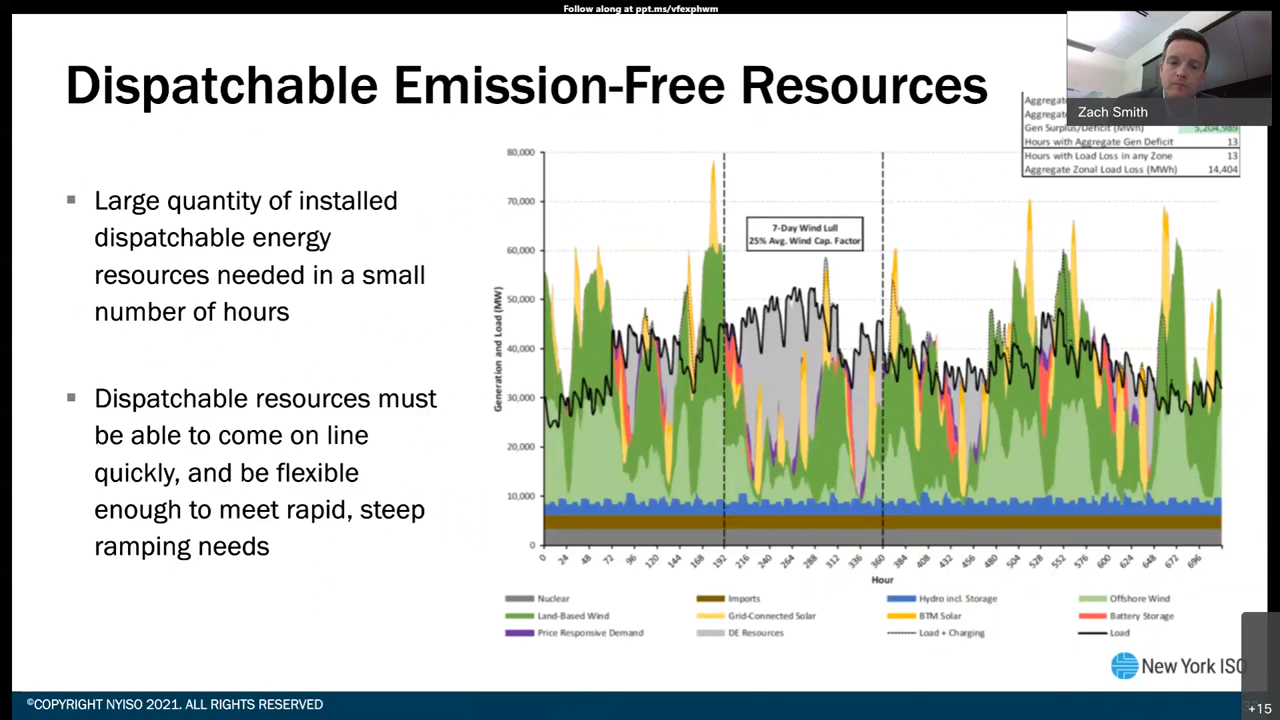 Follow along at ppt.ms/vfexphwm
Dispatchable Emission-Free Resources
Zach Smith
Large quantity of installed
dispatchable energy
resources needed in a small
number of hours
Dispatchable resources must
be able to come on line
quickly, and be flexible
enough to meet rapid, steep
ramping needs
Aggregate
Aggregate
Gen Surplus/Deficit (MWh) 5,204,989
Hours with Aggregate Gen Deficit 13
Hours with Load Loss in any Zone 13
Aggregate Zonal Load Loss (MWh) 14,404
7-Day Wind Lull
25% Avg. Wind Cap. Factor
Generation and Load (MW)
80,000
70,000
60,000
50,000
40,000
30,000
20,000
10,000
0
0 24 48 72 96 120 144 168 192 216 240 264 288 312 336 360 384 408 432 456 480 504 528 552 576 600 624 648 672 696
Hour
Nuclear Imports Hydro incl. Storage Offshore Wind
Land-Based Wind Grid-Connected Solar BTM Solar Battery Storage
Price Responsive Demand DE Resources Load + Charging Load
New York ISO
©COPYRIGHT NYISO 2021. ALL RIGHTS RESERVED
+15